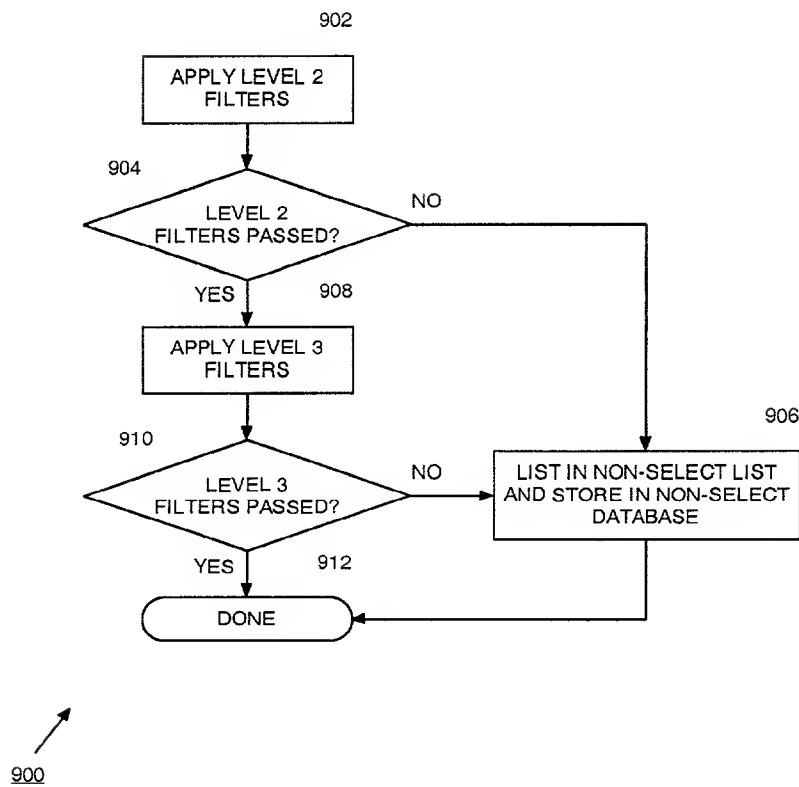 902
APPLY LEVEL 2
FILTERS
904
LEVEL 2
FILTERS PASSED?
NO
YES
908
APPLY LEVEL 3
FILTERS
910
LEVEL 3
FILTERS PASSED?
NO
906
LIST IN NON-SELECT LIST
AND STORE IN NON-SELECT
DATABASE
YES
912
DONE
900